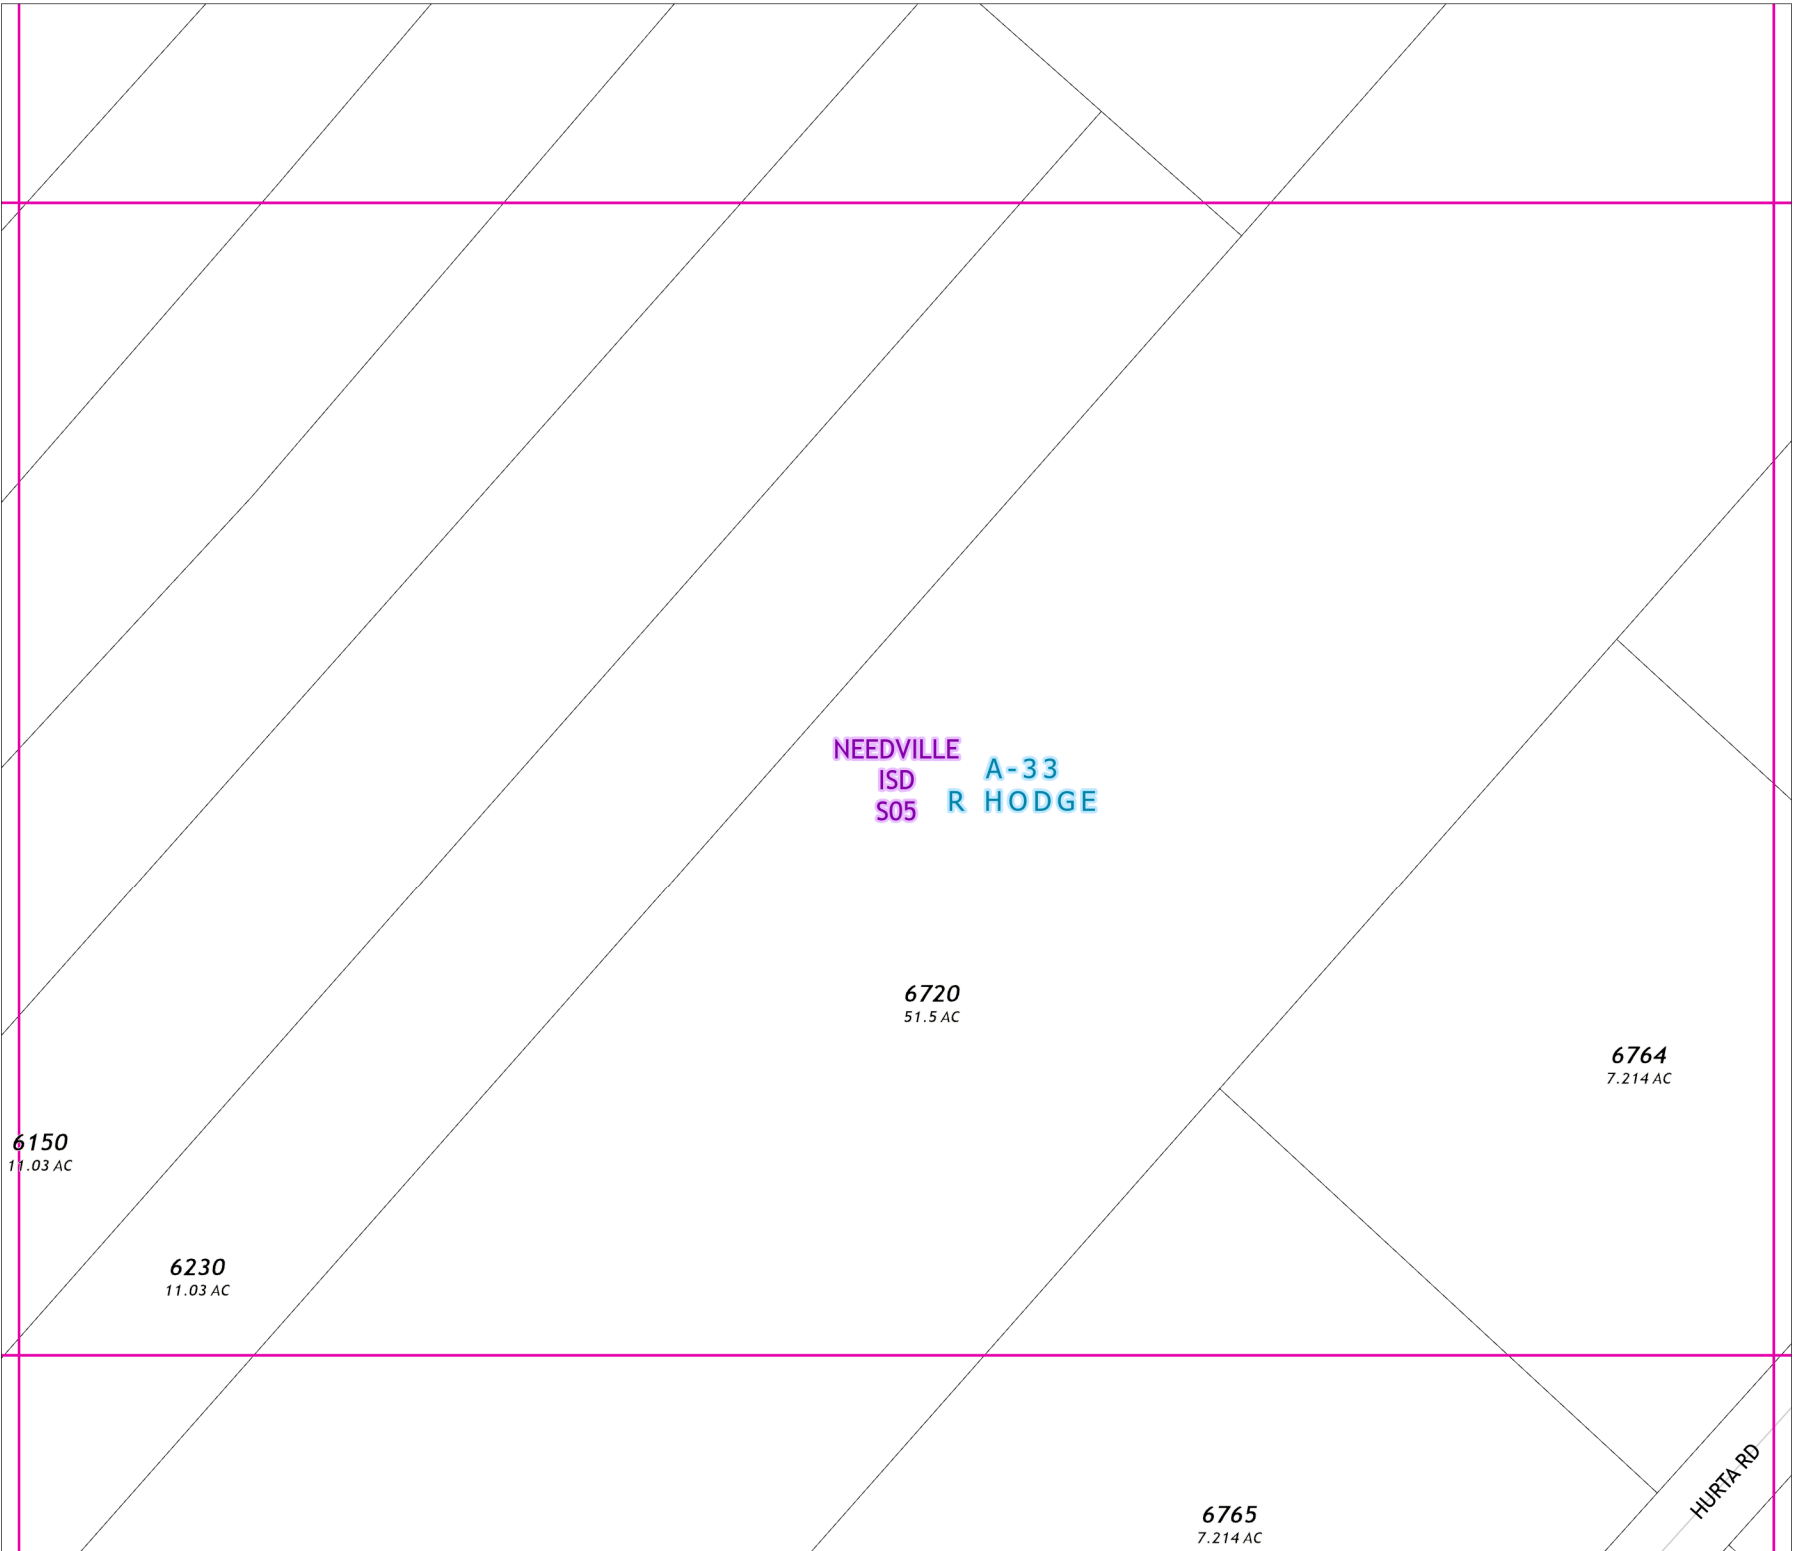 NEEDVILLE
ISD
S05
A-33
R HODGE
6720
51.5 AC
6764
7.214 AC
6150
11.03 AC
6230
11.03 AC
HURTA RD
6765
7.214 AC